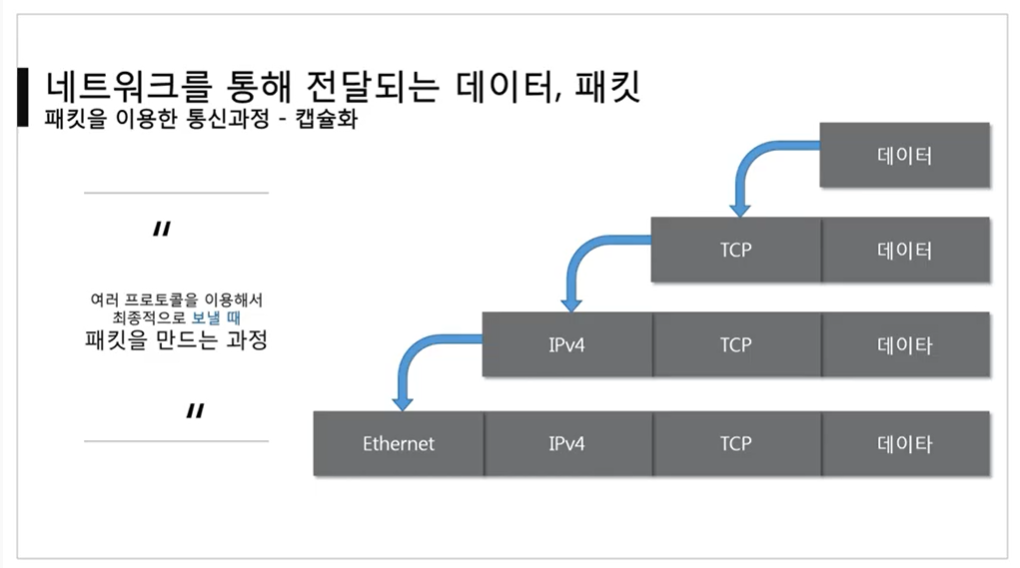 네트워크를 통해 전달되는 데이터, 패킷
패킷을 이용한 통신과정 - 캡슐화
"
여러 프로토콜을 이용해서
최종적으로 보낼 때
패킷을 만드는 과정
"
데이터
TCP 데이터
IPv4 TCP 데이타
Ethernet IPv4 TCP 데이타